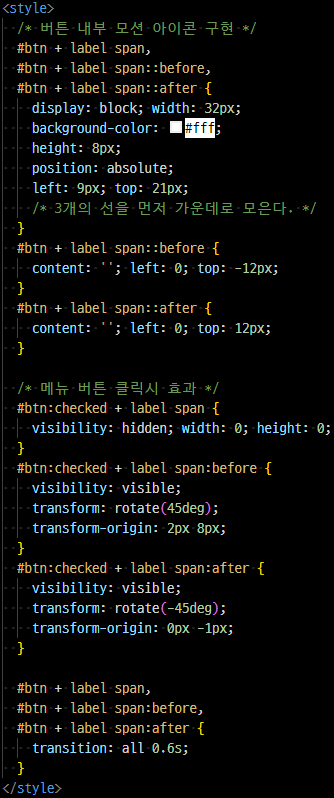 <style>
/* 버튼 내부 모션 아이콘 구현 */
#btn + label span,
#btn + label span::before,
#btn + label span::after {
display: block; width: 32px;
background-color: #fff;
height: 8px;
position: absolute;
left: 9px; top: 21px;
/* 3개의 선을 먼저 가운데로 모은다. */
}
#btn + label span::before {
content: ''; left: 0; top: -12px;
}
#btn + label span::after {
content: ''; left: 0; top: 12px;
}
/* 메뉴 버튼 클릭시 효과 */
#btn:checked + label span {
visibility: hidden; width: 0; height: 0;
}
#btn:checked + label span:before {
visibility: visible;
transform: rotate(45deg);
transform-origin: 2px 8px;
}
#btn:checked + label span:after {
visibility: visible;
transform: rotate(-45deg);
transform-origin: 0px -1px;
}
#btn + label span,
#btn + label span:before,
#btn + label span:after {
transition: all 0.6s;
}
</style>